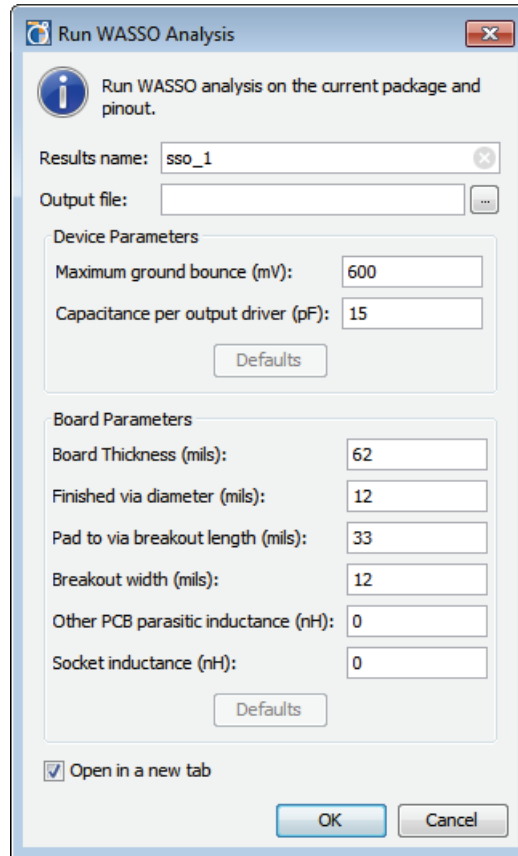 Run WASSO Analysis
Run WASSO analysis on the current package and
pinout.
Results name: sso_1
Output file: ...
Device Parameters
Maximum ground bounce (mV): 600
Capacitance per output driver (pF): 15
Defaults
Board Parameters
Board Thickness (mils): 62
Finished via diameter (mils): 12
Pad to via breakout length (mils): 33
Breakout width (mils): 12
Other PCB parasitic inductance (nH): 0
Socket inductance (nH): 0
Defaults
Open in a new tab
OK Cancel